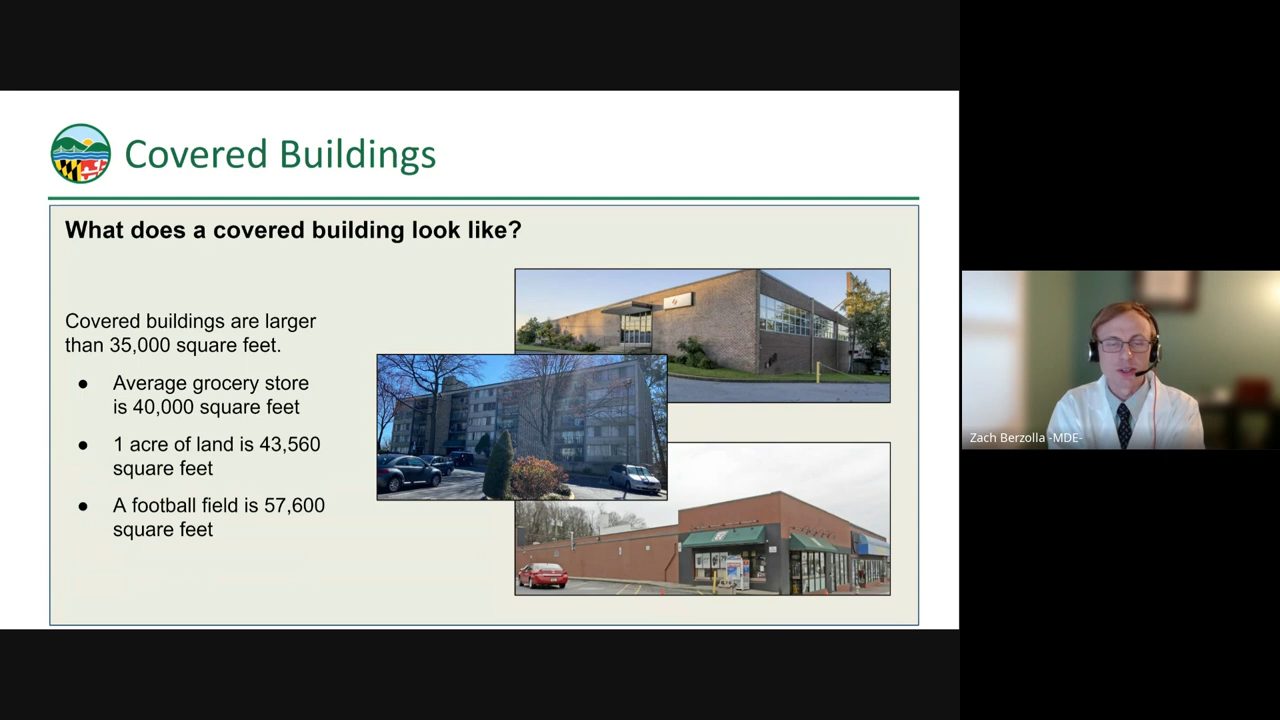 Covered Buildings
What does a covered building look like?
Covered buildings are larger
than 35,000 square feet.
● Average grocery store
is 40,000 square feet
● 1 acre of land is 43,560
square feet
● A football field is 57,600
square feet
Zach Berzolla -MDE-